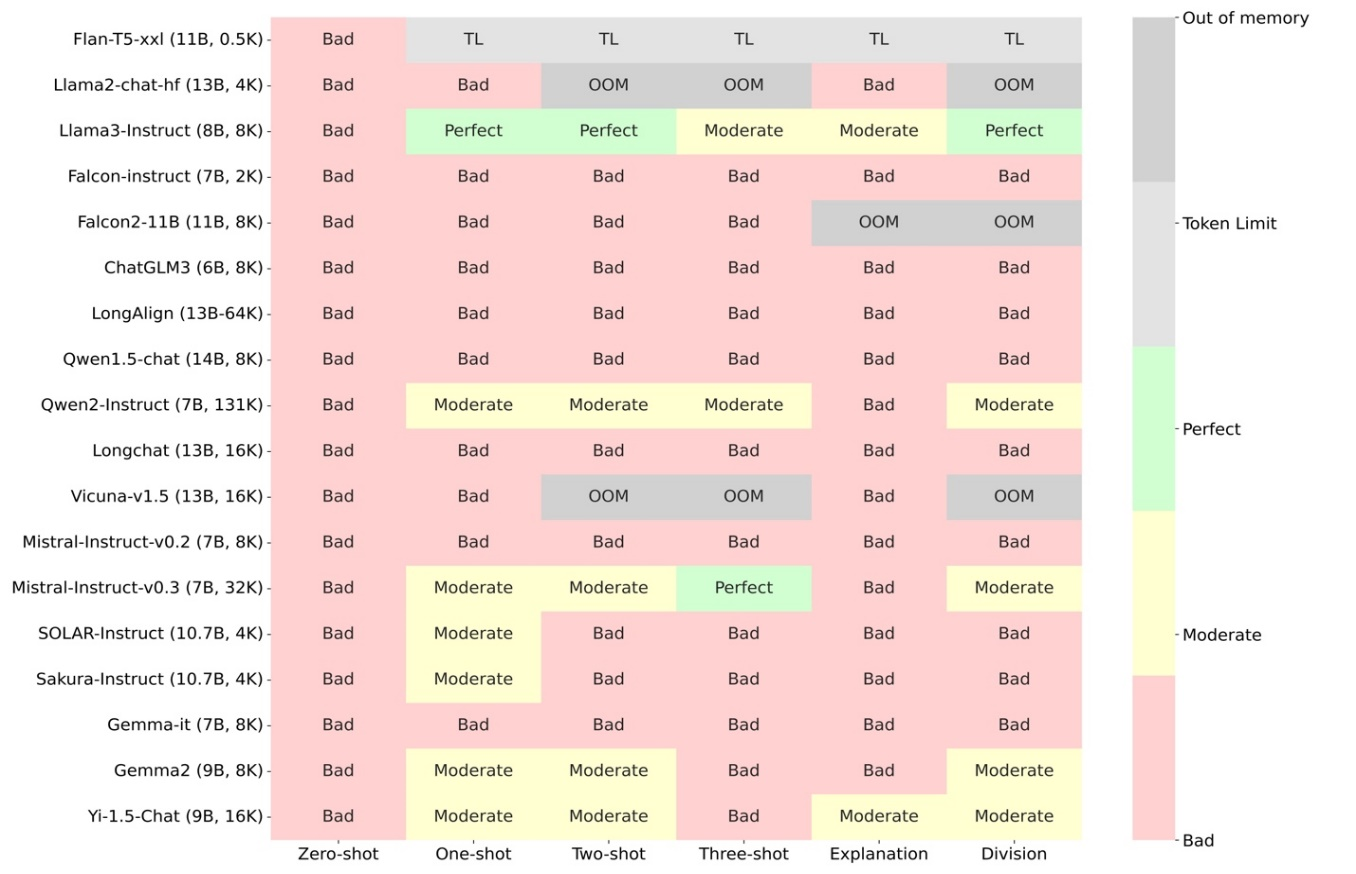 Flan-T5-xxl (11B, 0.5K) Bad TL TL TL TL TL
Llama2-chat-hf (13B, 4K) Bad Bad OOM OOM Bad OOM
Llama3-Instruct (8B, 8K) Bad Perfect Perfect Moderate Moderate Perfect
Falcon-instruct (7B, 2K) Bad Bad Bad Bad Bad Bad
Falcon2-11B (11B, 8K) Bad Bad Bad Bad OOM OOM
ChatGLM3 (6B, 8K) Bad Bad Bad Bad Bad Bad
LongAlign (13B-64K) Bad Bad Bad Bad Bad Bad
Qwen1.5-chat (14B, 8K) Bad Bad Bad Bad Bad Bad
Qwen2-Instruct (7B, 131K) Bad Moderate Moderate Moderate Bad Moderate
Longchat (13B, 16K) Bad Bad Bad Bad Bad Bad
Vicuna-v1.5 (13B, 16K) Bad Bad OOM OOM Bad OOM
Mistral-Instruct-v0.2 (7B, 8K) Bad Bad Bad Bad Bad Bad
Mistral-Instruct-v0.3 (7B, 32K) Bad Moderate Moderate Perfect Bad Moderate
SOLAR-Instruct (10.7B, 4K) Bad Moderate Bad Bad Bad Bad
Sakura-Instruct (10.7B, 4K) Bad Moderate Bad Bad Bad Bad
Gemma-it (7B, 8K) Bad Bad Bad Bad Bad Bad
Gemma2 (9B, 8K) Bad Moderate Moderate Bad Bad Moderate
Yi-1.5-Chat (9B, 16K) Bad Moderate Moderate Bad Moderate Moderate
Zero-shot One-shot Two-shot Three-shot Explanation Division
Out of memory
Token Limit
Perfect
Moderate
Bad